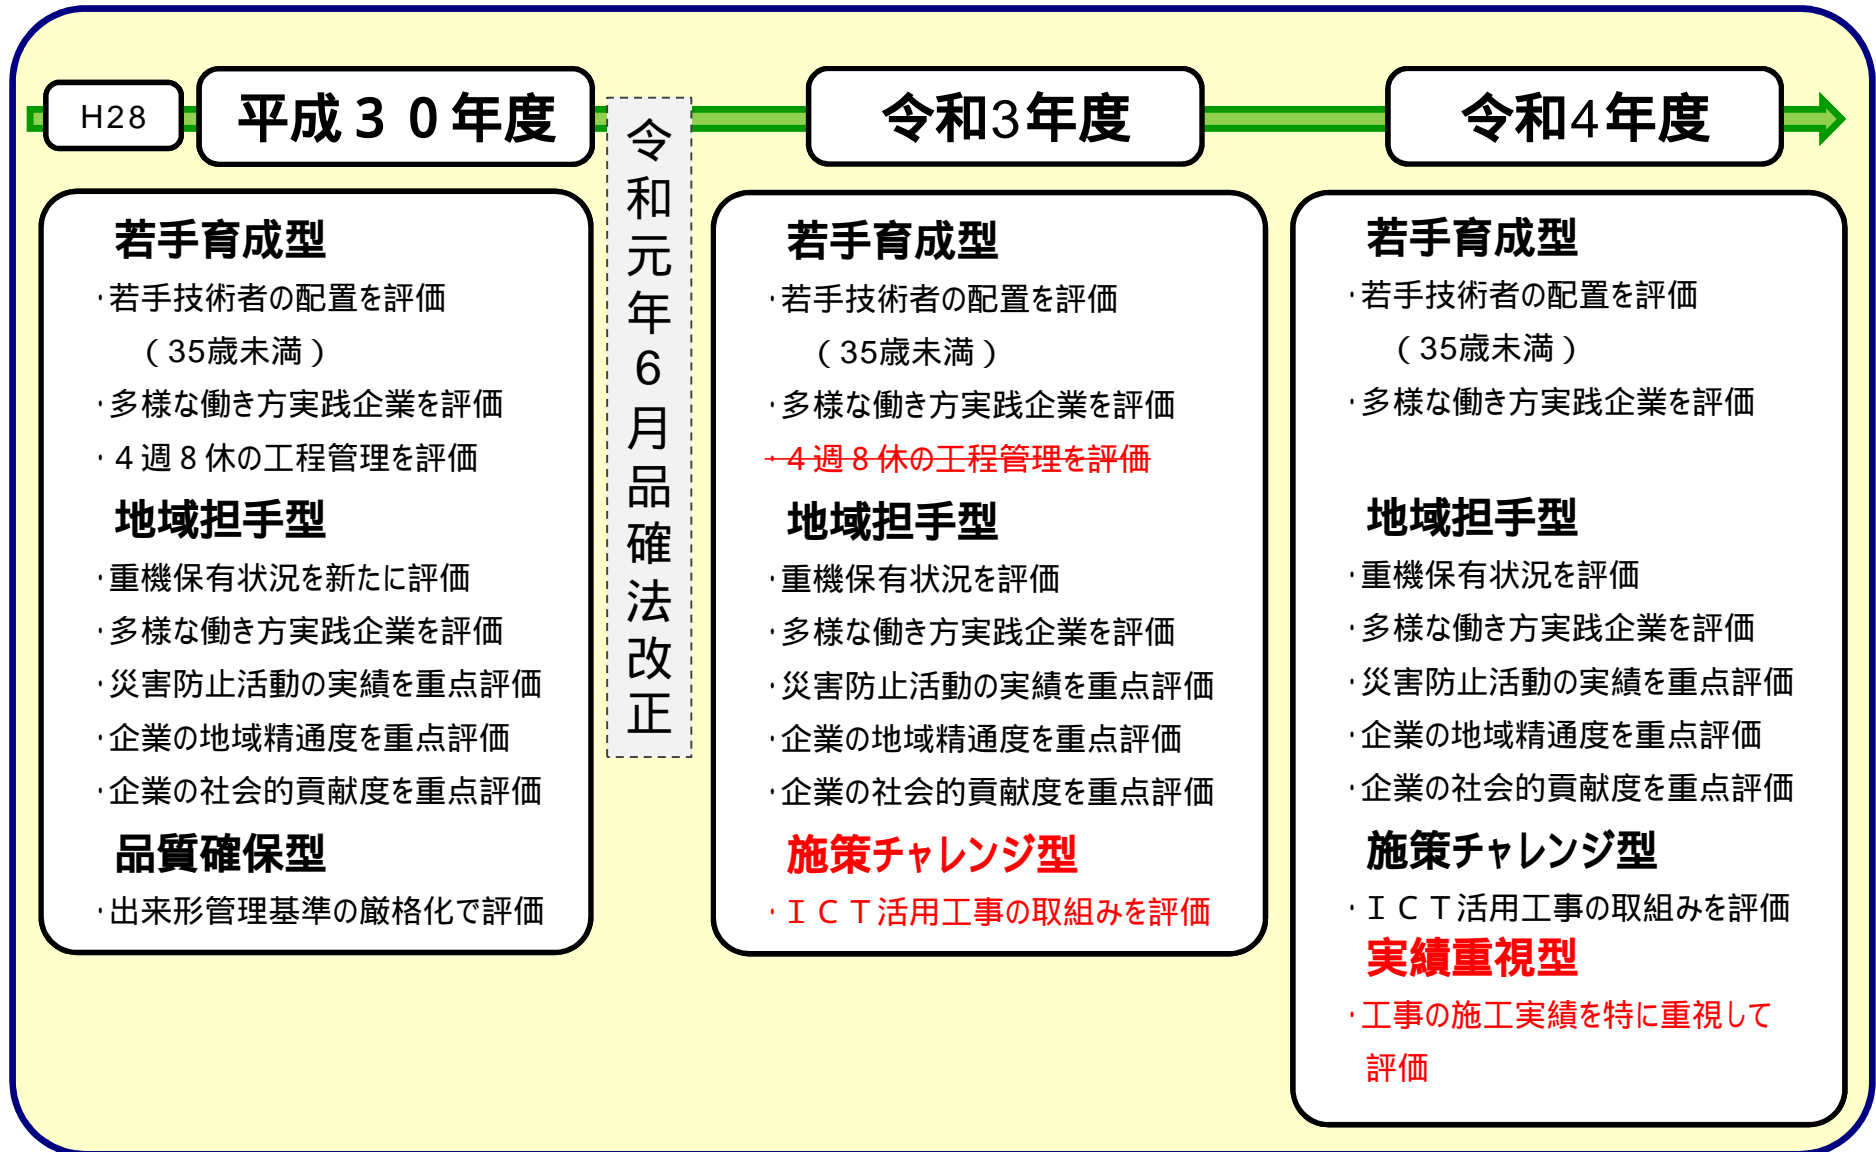 H28
平成３０年度
令和3年度
令和4年度
若手育成型
･若手技術者の配置を評価
（35歳未満）
･多様な働き方実践企業を評価
･４週８休の工程管理を評価
地域担手型
･重機保有状況を新たに評価
･多様な働き方実践企業を評価
･災害防止活動の実績を重点評価
･企業の地域精通度を重点評価
･企業の社会的貢献度を重点評価
品質確保型
･出来形管理基準の厳格化で評価
令和元年６月品確法改正
若手育成型
･若手技術者の配置を評価
（35歳未満）
･多様な働き方実践企業を評価
･４週８休の工程管理を評価
地域担手型
･重機保有状況を評価
･多様な働き方実践企業を評価
･災害防止活動の実績を重点評価
･企業の地域精通度を重点評価
･企業の社会的貢献度を重点評価
施策チャレンジ型
･ＩＣＴ活用工事の取組みを評価
若手育成型
･若手技術者の配置を評価
（35歳未満）
･多様な働き方実践企業を評価
地域担手型
･重機保有状況を評価
･多様な働き方実践企業を評価
･災害防止活動の実績を重点評価
･企業の地域精通度を重点評価
･企業の社会的貢献度を重点評価
施策チャレンジ型
･ＩＣＴ活用工事の取組みを評価
実績重視型
･工事の施工実績を特に重視して
評価